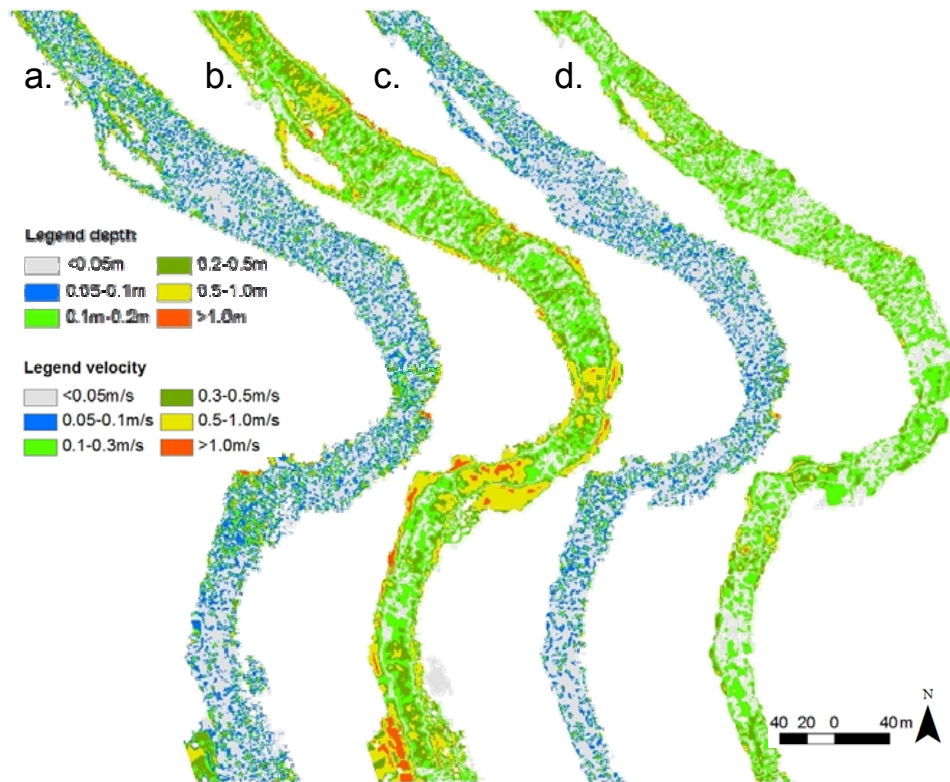 a. b. c. d.
Legend depth
<0.05m 0.2-0.5m
0.05-0.1m 0.5-1.0m
0.1m-0.2m >1.0m
Legend velocity
<0.05m/s 0.3-0.5m/s
0.05-0.1m/s 0.5-1.0m/s
0.1-0.3m/s >1.0m/s
N
40 20 0 40 m